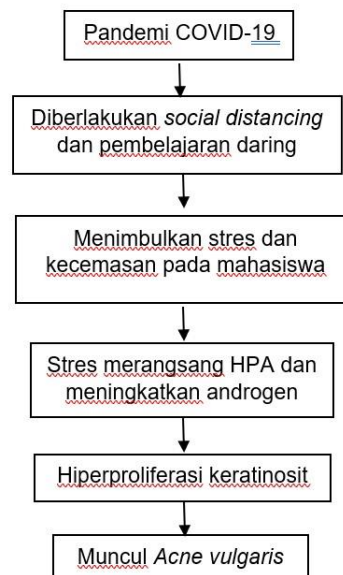 Pandemi COVID-19
Diberlakukan social distancing
dan pembelajaran daring
Menimbulkan stres dan
kecemasan pada mahasiswa
Stres merangsang HPA dan
meningkatkan androgen
Hiperproliferasi keratinosit
Muncul Acne vulgaris